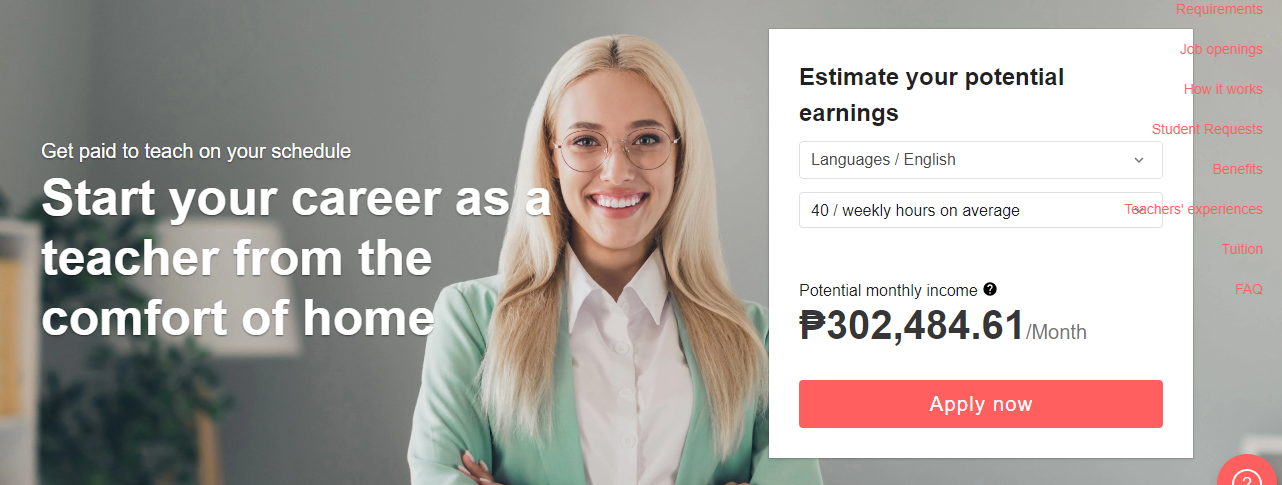 Get paid to teach on your schedule
Start your career as a
teacher from the
comfort of home
Estimate your potential
earnings
Languages / English
40 / weekly hours on average
Potential monthly income ?
₱302,484.61/Month
Apply now
Requirements
Job openings
How it works
Student Requests
Benefits
Teachers' experiences
Tuition
FAQ
?